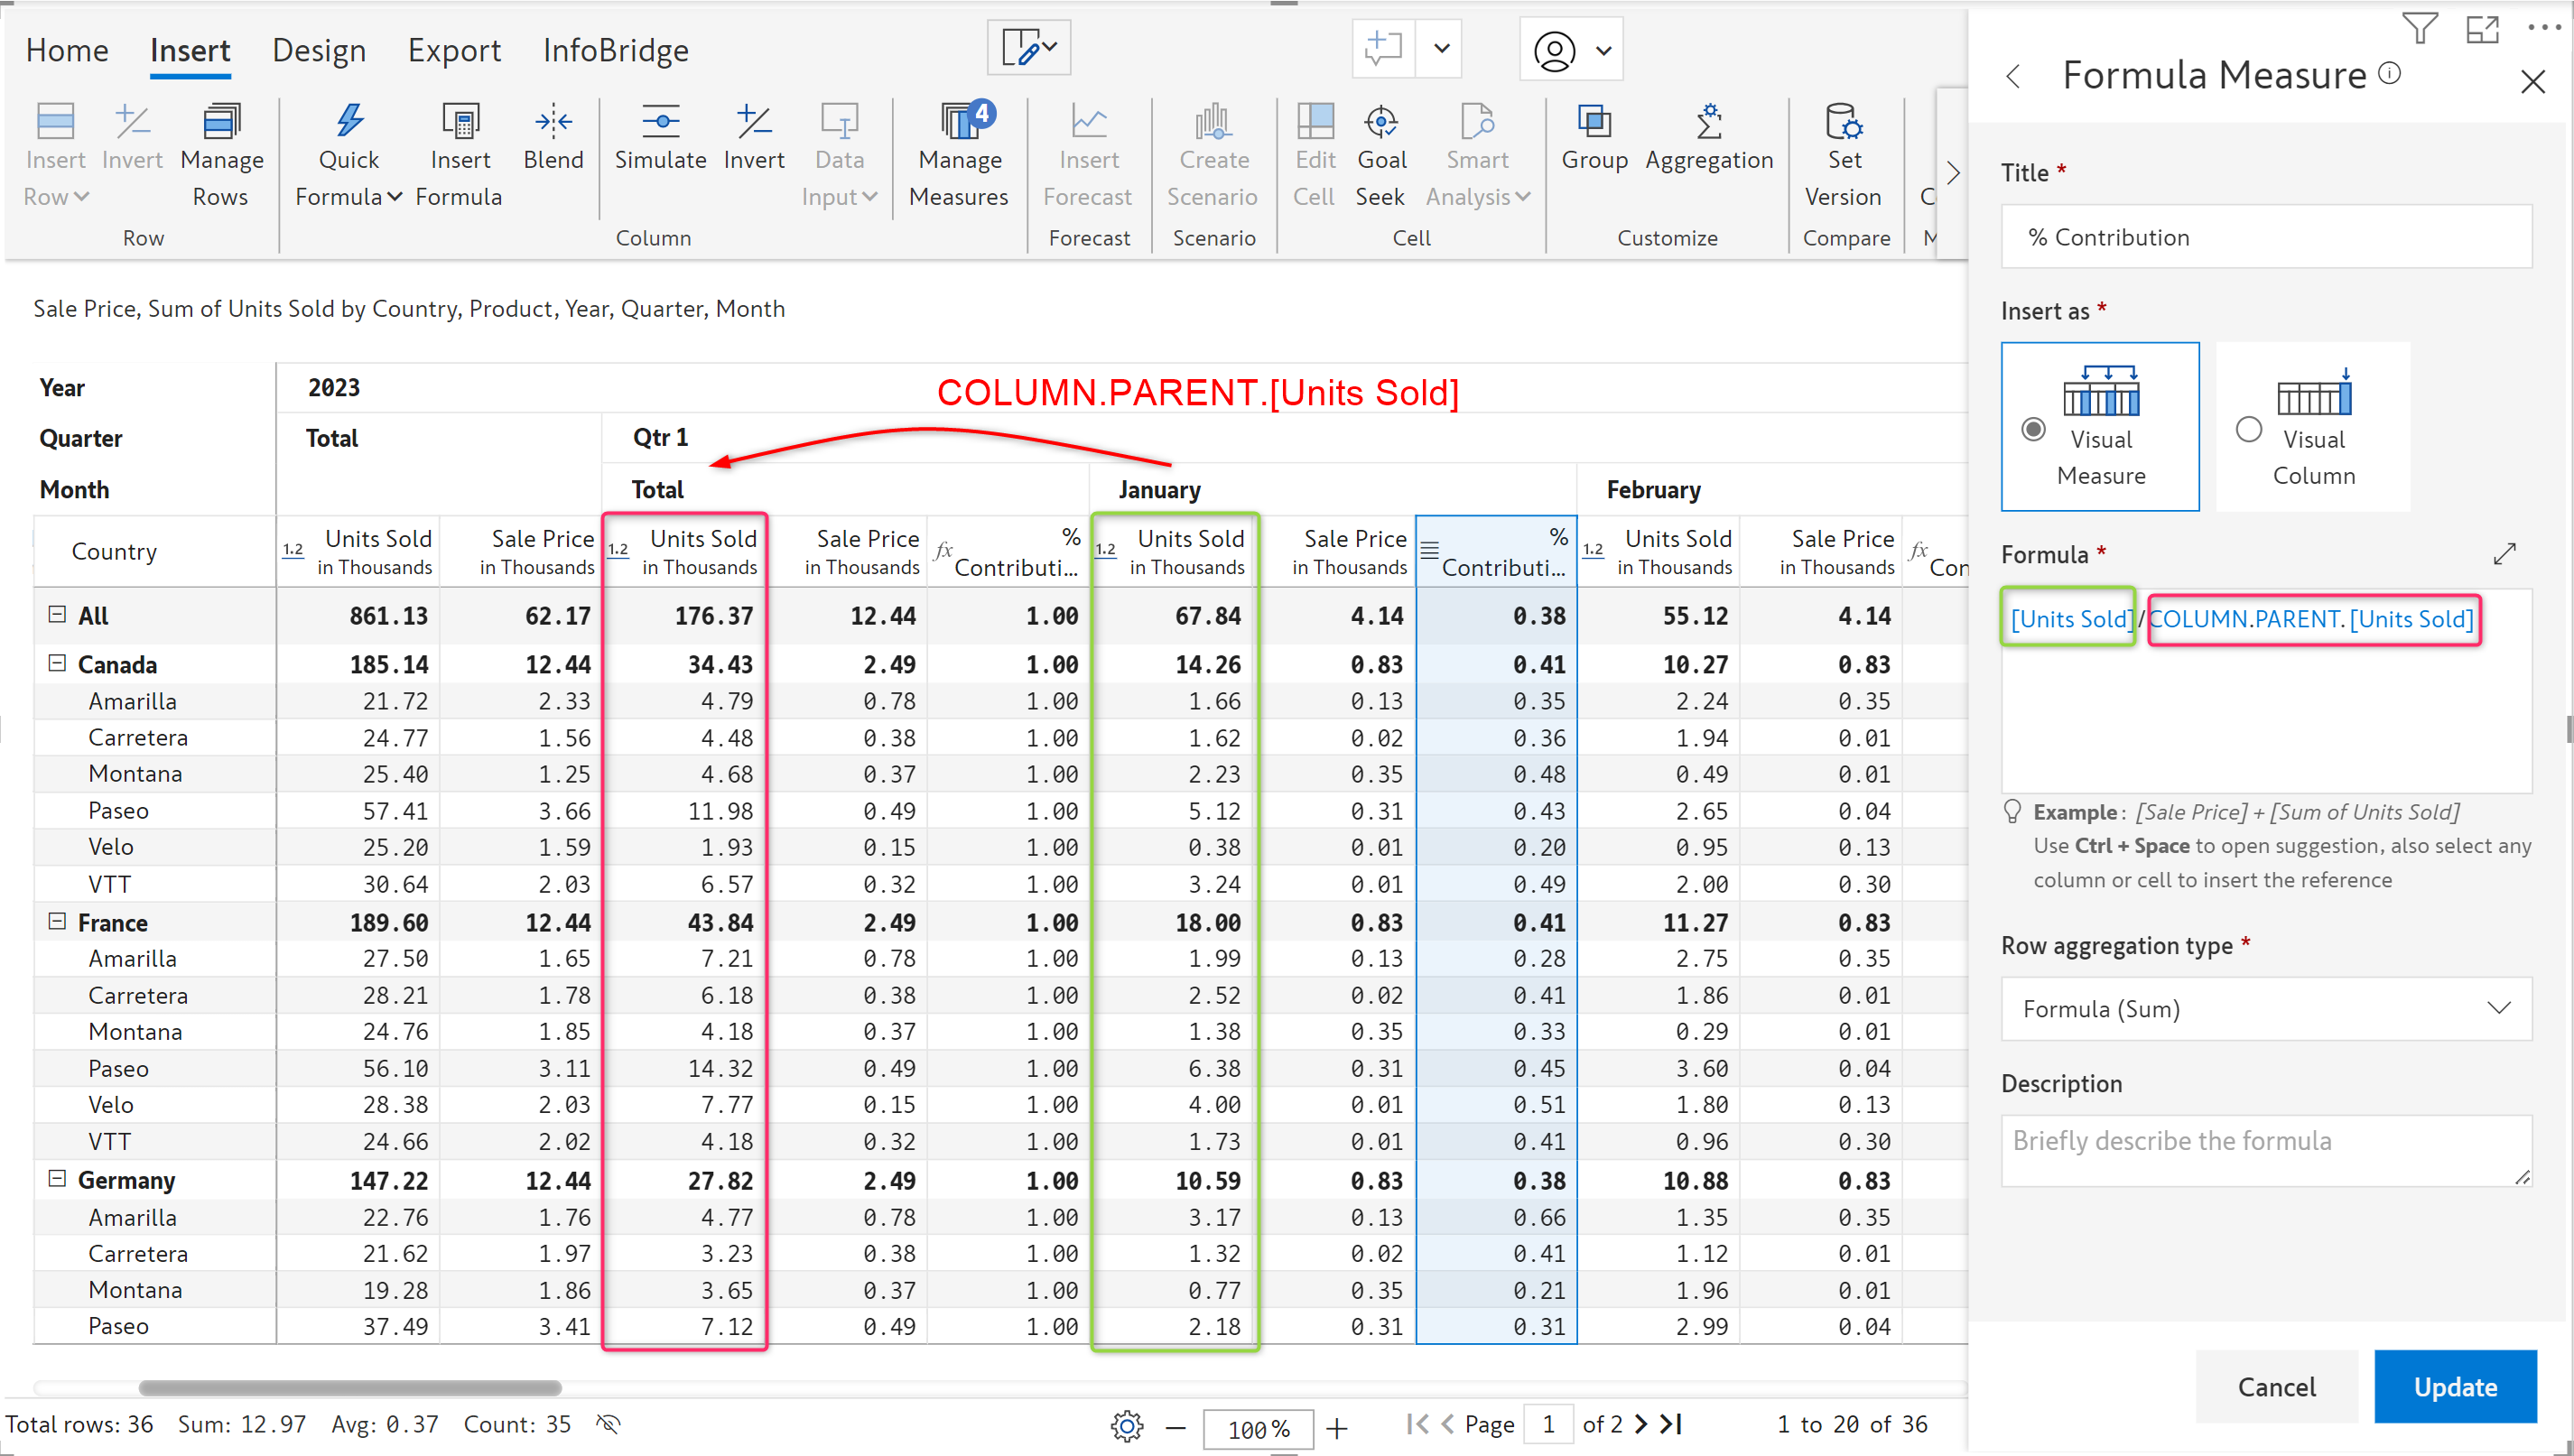 Home Insert Design Export InfoBridge
Insert Row Invert Manage Rows Quick Formula Insert Formula Blend Simulate Invert Data Input Manage Measures 4 Insert Forecast Create Scenario Edit Cell Goal Seek Smart Analysis Group Aggregation Set Version
Row Column Forecast Scenario Cell Customize Compare
Sale Price, Sum of Units Sold by Country, Product, Year, Quarter, Month
COLUMN.PARENT.[Units Sold]
Year 2023
Quarter Total Qtr 1
Month Total January February
Country 1.2 Units Sold in Thousands Sale Price in Thousands 1.2 Units Sold in Thousands Sale Price in Thousands fx % Contributi... 1.2 Units Sold in Thousands Sale Price in Thousands % Contributi... 1.2 Units Sold in Thousands Sale Price in Thousands fx Con
All 861.13 62.17 176.37 12.44 1.00 67.84 4.14 0.38 55.12 4.14
Canada 185.14 12.44 34.43 2.49 1.00 14.26 0.83 0.41 10.27 0.83
Amarilla 21.72 2.33 4.79 0.78 1.00 1.66 0.13 0.35 2.24 0.35
Carretera 24.77 1.56 4.48 0.38 1.00 1.62 0.02 0.36 1.94 0.01
Montana 25.40 1.25 4.68 0.37 1.00 2.23 0.35 0.48 0.49 0.01
Paseo 57.41 3.66 11.98 0.49 1.00 5.12 0.31 0.43 2.65 0.04
Velo 25.20 1.59 1.93 0.15 1.00 0.38 0.01 0.20 0.95 0.13
VTT 30.64 2.03 6.57 0.32 1.00 3.24 0.01 0.49 2.00 0.30
France 189.60 12.44 43.84 2.49 1.00 18.00 0.83 0.41 11.27 0.83
Amarilla 27.50 1.65 7.21 0.78 1.00 1.99 0.13 0.28 2.75 0.35
Carretera 28.21 1.78 6.18 0.38 1.00 2.52 0.02 0.41 1.86 0.01
Montana 24.76 1.85 4.18 0.37 1.00 1.38 0.35 0.33 0.29 0.01
Paseo 56.10 3.11 14.32 0.49 1.00 6.38 0.31 0.45 3.60 0.04
Velo 28.38 2.03 7.77 0.15 1.00 4.00 0.01 0.51 1.80 0.13
VTT 24.66 2.02 4.18 0.32 1.00 1.73 0.01 0.41 0.96 0.30
Germany 147.22 12.44 27.82 2.49 1.00 10.59 0.83 0.38 10.88 0.83
Amarilla 22.76 1.76 4.77 0.78 1.00 3.17 0.13 0.66 1.35 0.35
Carretera 21.62 1.97 3.23 0.38 1.00 1.32 0.02 0.41 1.12 0.01
Montana 19.28 1.86 3.65 0.37 1.00 0.77 0.35 0.21 1.96 0.01
Paseo 37.49 3.41 7.12 0.49 1.00 2.18 0.31 0.31 2.99 0.04
Total rows: 36 Sum: 12.97 Avg: 0.37 Count: 35 100% Page 1 of 2 1 to 20 of 36
Formula Measure
Title *
% Contribution
Insert as *
Visual Measure
Visual Column
Formula *
[Units Sold]/COLUMN.PARENT.[Units Sold]
Example: [Sale Price] + [Sum of Units Sold]
Use Ctrl + Space to open suggestion, also select any
column or cell to insert the reference
Row aggregation type *
Formula (Sum)
Description
Briefly describe the formula
Cancel Update